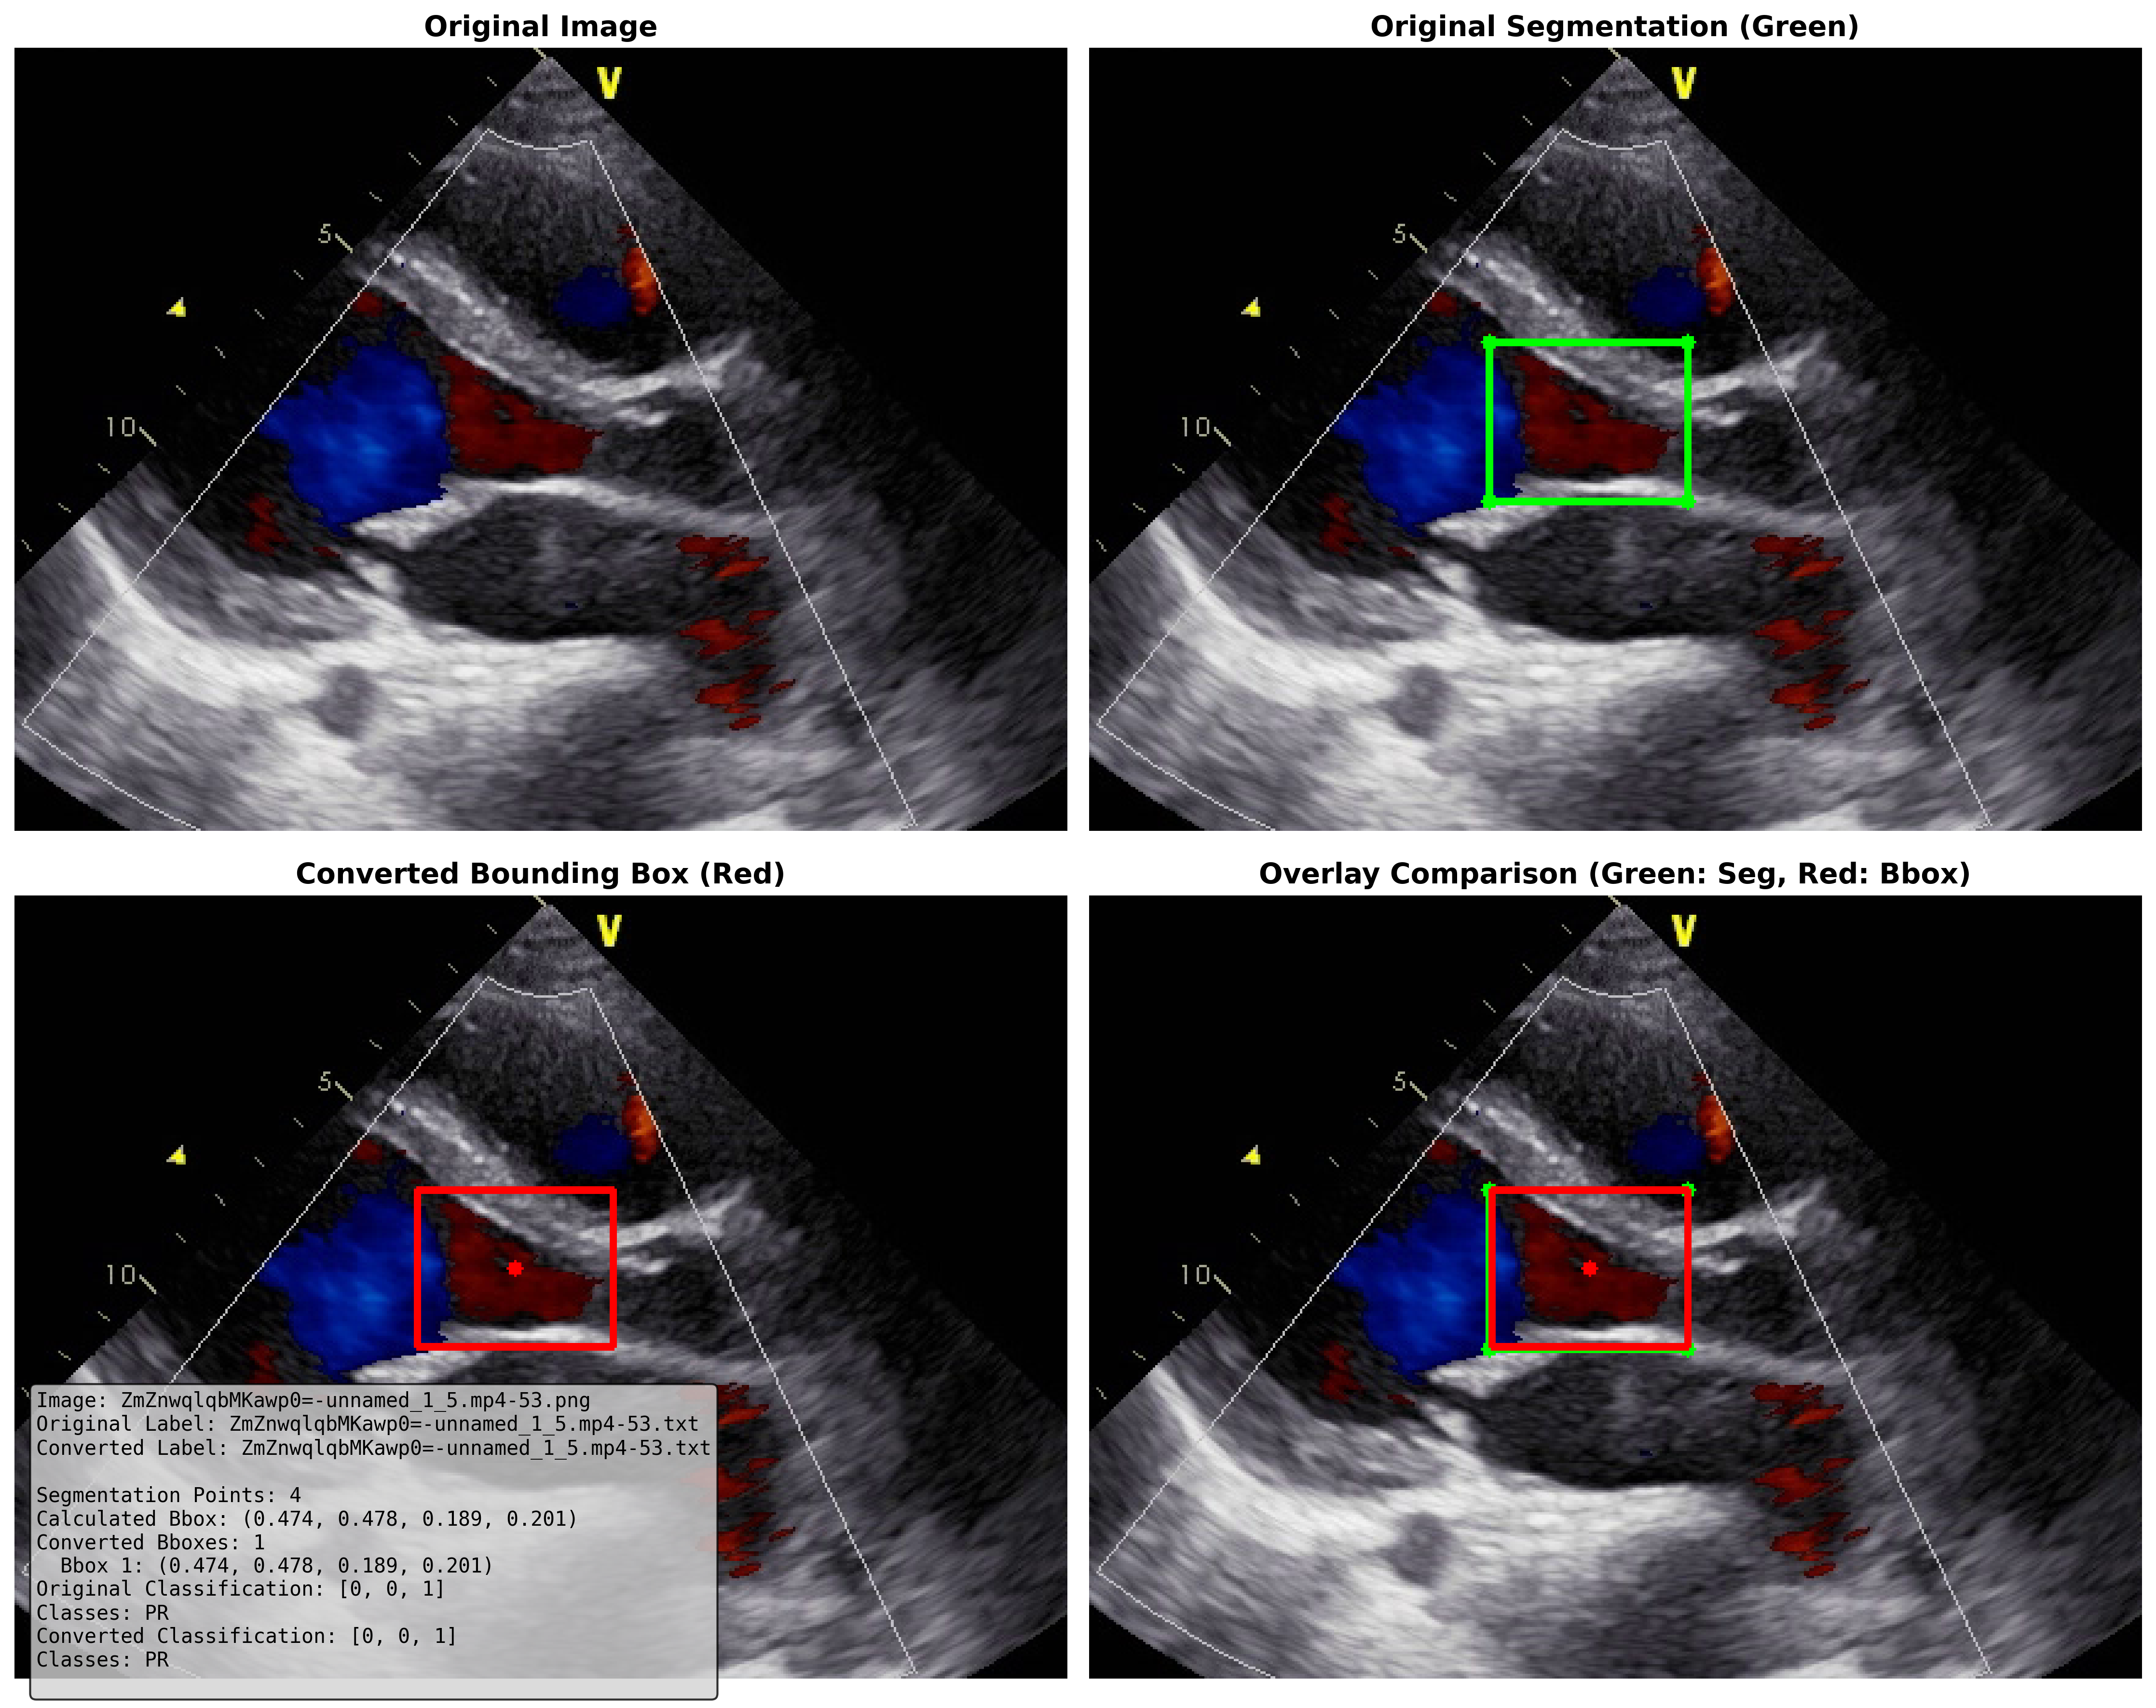 Original Image
Original Segmentation (Green)
V
5
10
V
5
10
Converted Bounding Box (Red)
Overlay Comparison (Green: Seg, Red: Bbox)
V
5
10
V
5
10
Image: ZmZnwqlqbMKawp0=-unnamed_1_5.mp4-53.png
Original Label: ZmZnwqlqbMKawp0=-unnamed_1_5.mp4-53.txt
Converted Label: ZmZnwqlqbMKawp0=-unnamed_1_5.mp4-53.txt
Segmentation Points: 4
Calculated Bbox: (0.474, 0.478, 0.189, 0.201)
Converted Bboxes: 1
Bbox 1: (0.474, 0.478, 0.189, 0.201)
Original Classification: [0, 0, 1]
Classes: PR
Converted Classification: [0, 0, 1]
Classes: PR